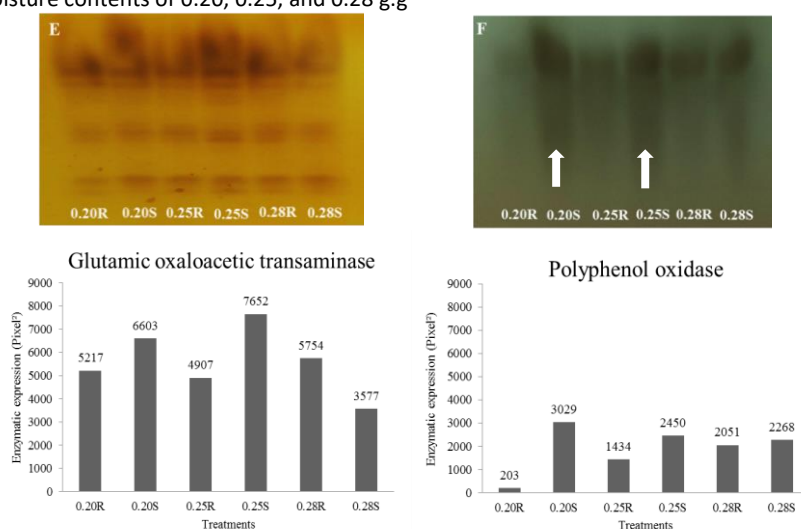 moisture contents of 0.20, 0.25, and 0.28 g.g
E
0.20R 0.20S 0.25R 0.25S 0.28R 0.28S
F
0.20R 0.20S 0.25R 0.25S 0.28R 0.28S
Glutamic oxaloacetic transaminase
Enzymatic expression (Pixel²)
9000
8000
7000
6000
5000
4000
3000
2000
1000
0
5217
6603
4907
7652
5754
3577
0.20R 0.20S 0.25R 0.25S 0.28R 0.28S
Treatments
Polyphenol oxidase
Enzymatic expression (Pixel²)
9000
8000
7000
6000
5000
4000
3000
2000
1000
0
203
3029
1434
2450
2051
2268
0.20R 0.20S 0.25R 0.25S 0.28R 0.28S
Treatments